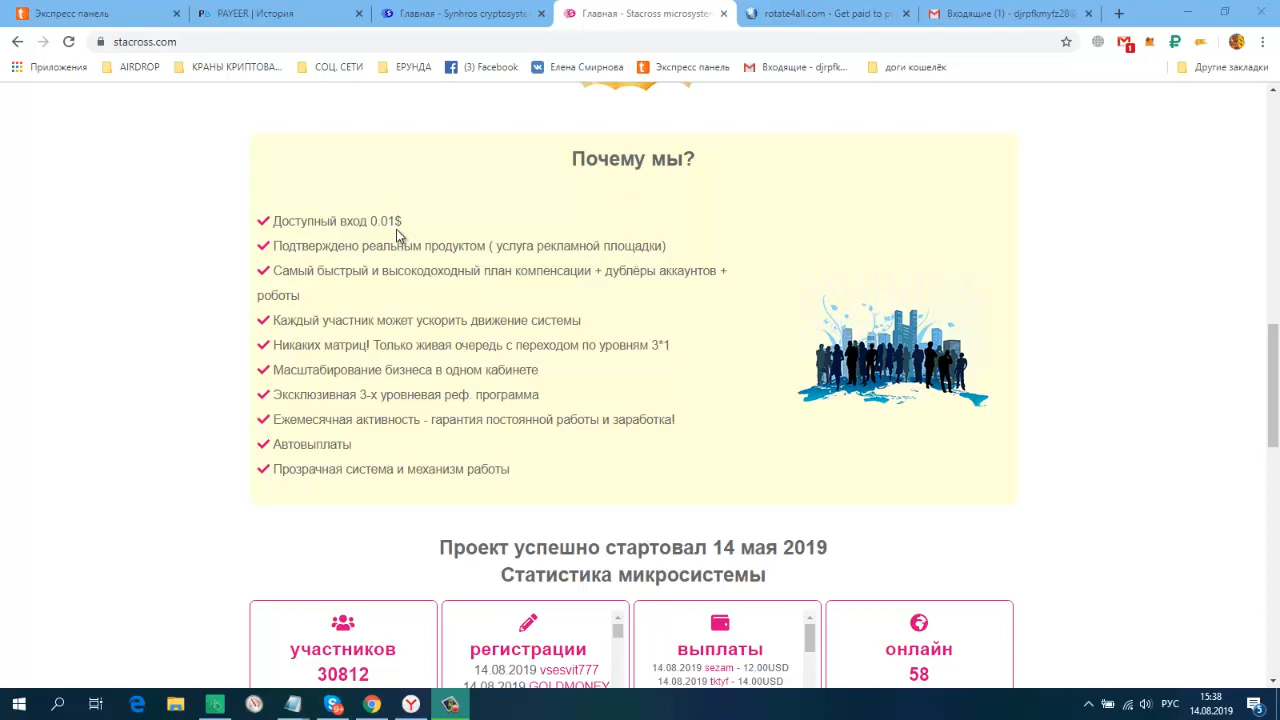 Экспресс панель
PAYEER | История
Главная - Synhros cryptosyste
Главная - Stacross microsystem
rotate4all.com - Get paid to p
Входящие (1) - djrpfkmyfz28@
stacross.com
1
Приложения
AIRDROP
КРАНЫ КРИПТОВА...
СОЦ. СЕТИ
ЕРУНДА
(3) Facebook
Елена Смирнова
Экспресс панель
Входящие - djrpfk...
доги кошелёк
Другие закладки
Почему мы?
Доступный вход 0.01$
Подтверждено реальным продуктом ( услуга рекламной площадки)
Самый быстрый и высокодоходный план компенсации + дублёры аккаунтов +
роботы
Каждый участник может ускорить движение системы
Никаких матриц! Только живая очередь с переходом по уровням 3*1
Масштабирование бизнеса в одном кабинете
Эксклюзивная 3-х уровневая реф. программа
Ежемесячная активность - гарантия постоянной работы и заработка!
Автовыплаты
Прозрачная система и механизм работы
Проект успешно стартовал 14 мая 2019
Статистика микросистемы
участников
30812
регистрации
14.08.2019 vsesvit777
14.08.2019 GOLDMONEY
выплаты
14.08.2019 sezam - 12.00USD
14.08.2019 tktyf - 14.00USD
онлайн
58
РУС
15:38
14.08.2019